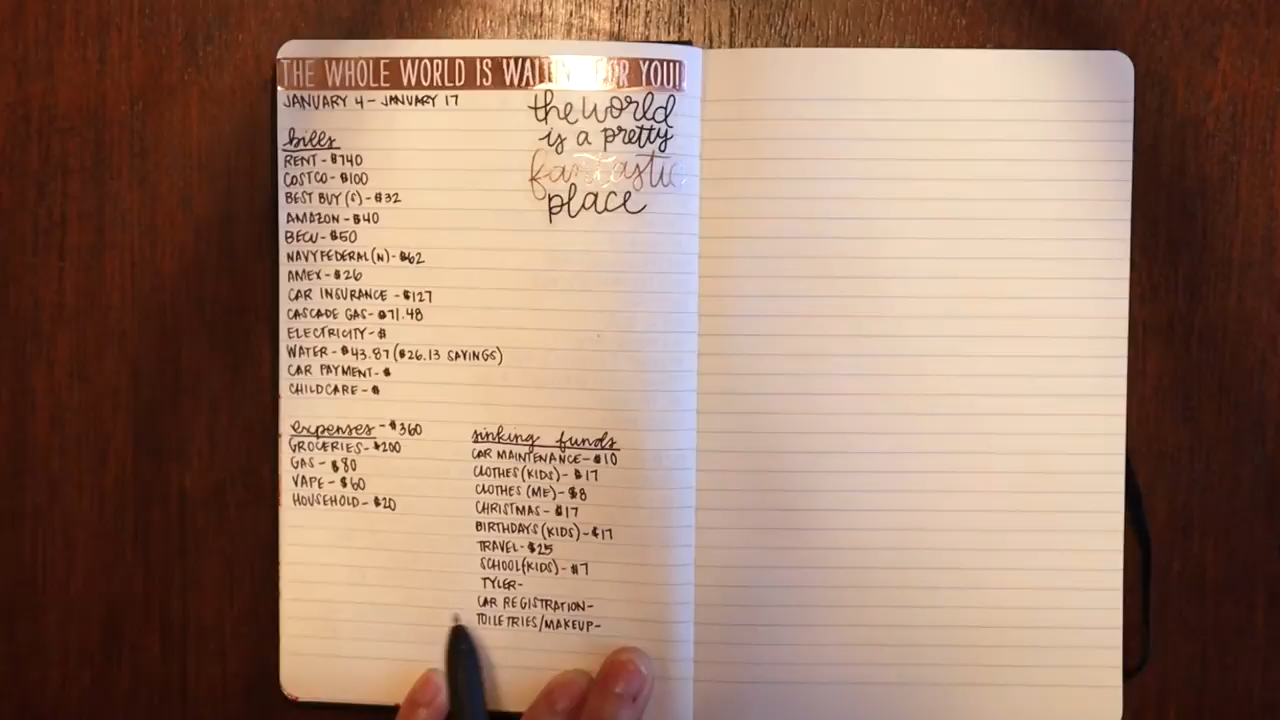 THE WHOLE WORLD IS WAITING FOR YOU!
JANUARY 4 - JANUARY 17
the world
is a pretty
fantastic
place
bills
RENT - $740
COSTCO - $100
BEST BUY (S) - $32
AMAZON - $40
BECU - $50
NAVY FEDERAL (N) - $62
AMEX - $26
CAR INSURANCE - $127
CASCADE GAS - $71.48
ELECTRICITY - $
WATER - $43.87 ($26.13 SAVINGS)
CAR PAYMENT - $
CHILDCARE - $
expenses - $360
GROCERIES - $200
GAS - $80
VAPE - $60
HOUSEHOLD - $20
sinking funds
CAR MAINTENANCE - $10
CLOTHES (KIDS) - $17
CLOTHES (ME) - $8
CHRISTMAS - $17
BIRTHDAYS (KIDS) - $17
TRAVEL - $25
SCHOOL (KIDS) - $7
TYLER -
CAR REGISTRATION -
TOILETRIES/MAKEUP -